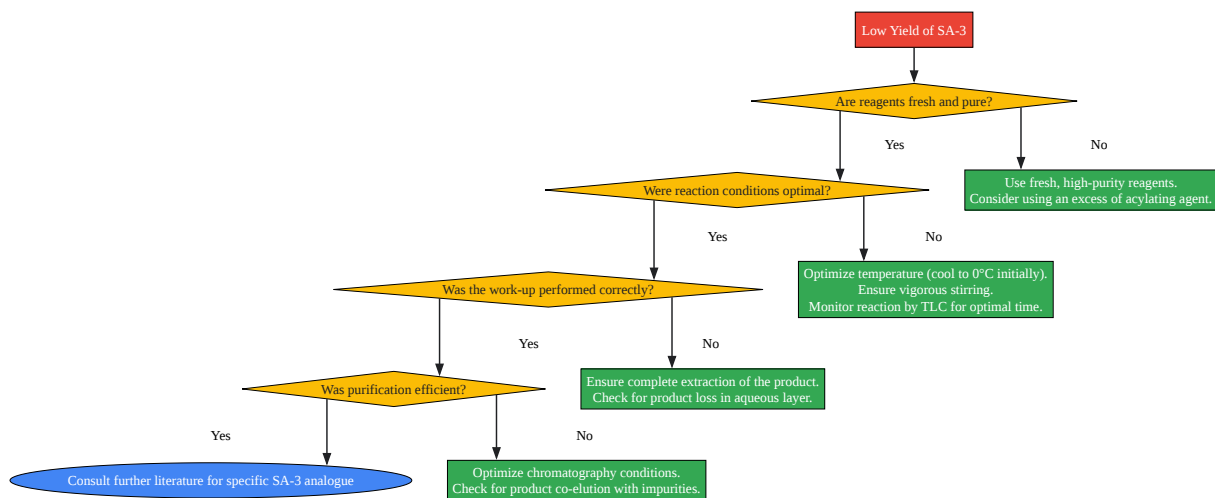 Low Yield of SA-3
Are reagents fresh and pure?
Yes
No
Were reaction conditions optimal?
Use fresh, high-purity reagents.
Consider using an excess of acylating agent.
Yes
No
Was the work-up performed correctly?
Optimize temperature (cool to 0°C initially).
Ensure vigorous stirring.
Monitor reaction by TLC for optimal time.
Yes
No
Was purification efficient?
Ensure complete extraction of the product.
Check for product loss in aqueous layer.
Yes
No
Consult further literature for specific SA-3 analogue
Optimize chromatography conditions.
Check for product co-elution with impurities.